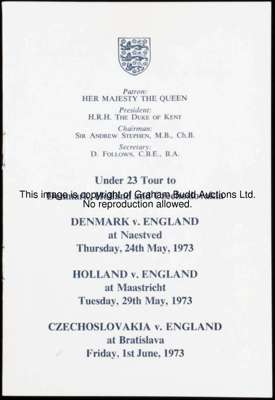 Patron:
HER MAJESTY THE QUEEN
President:
H.R.H. THE DUKE OF KENT
Chairman:
SIR ANDREW STEPHEN, M.B., Ch.B.
Secretary:
D. FOLLOWS, C.B.E., B.A.
Under 23 Tour to
This image is copyright of Graham Budd Auctions Ltd.
No reproduction allowed.
DENMARK v. ENGLAND
at Naestved
Thursday, 24th May, 1973
HOLLAND v. ENGLAND
at Maastricht
Tuesday, 29th May, 1973
CZECHOSLOVAKIA v. ENGLAND
at Bratislava
Friday, 1st June, 1973